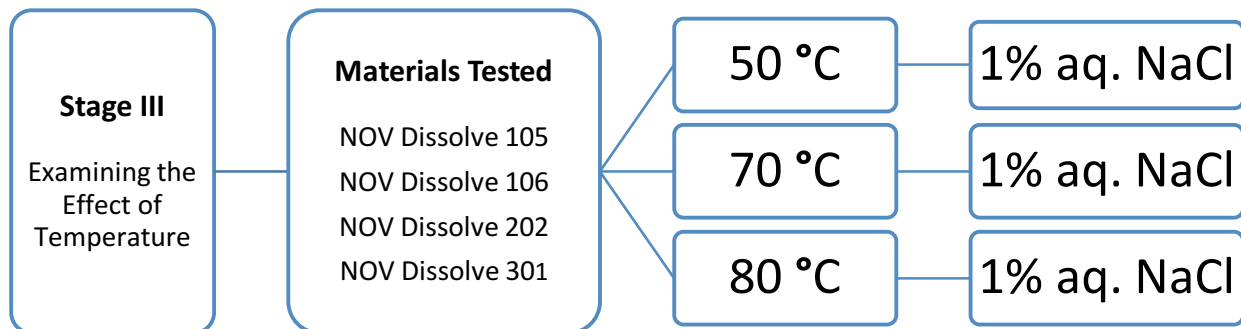 Stage III
Examining the
Effect of
Temperature
Materials Tested
NOV Dissolve 105
NOV Dissolve 106
NOV Dissolve 202
NOV Dissolve 301
50 °C
1% aq. NaCl
70 °C
1% aq. NaCl
80 °C
1% aq. NaCl